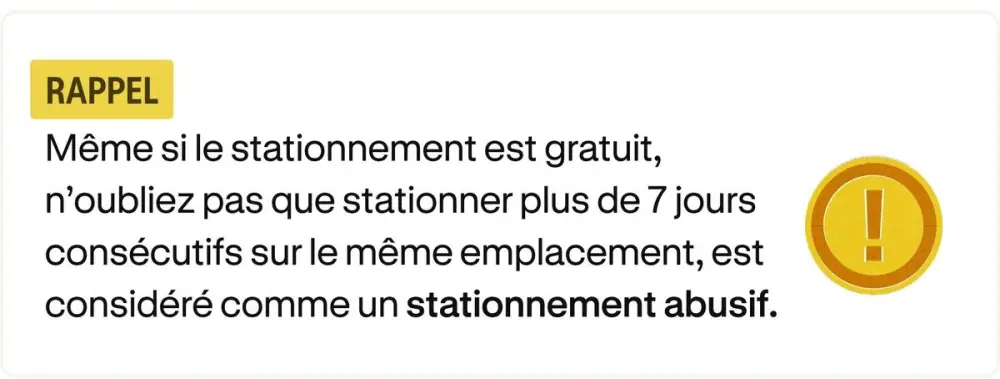 RAPPEL
Même si le stationnement est gratuit,
n’oubliez pas que stationner plus de 7 jours
consécutifs sur le même emplacement, est
considéré comme un stationnement abusif.
!